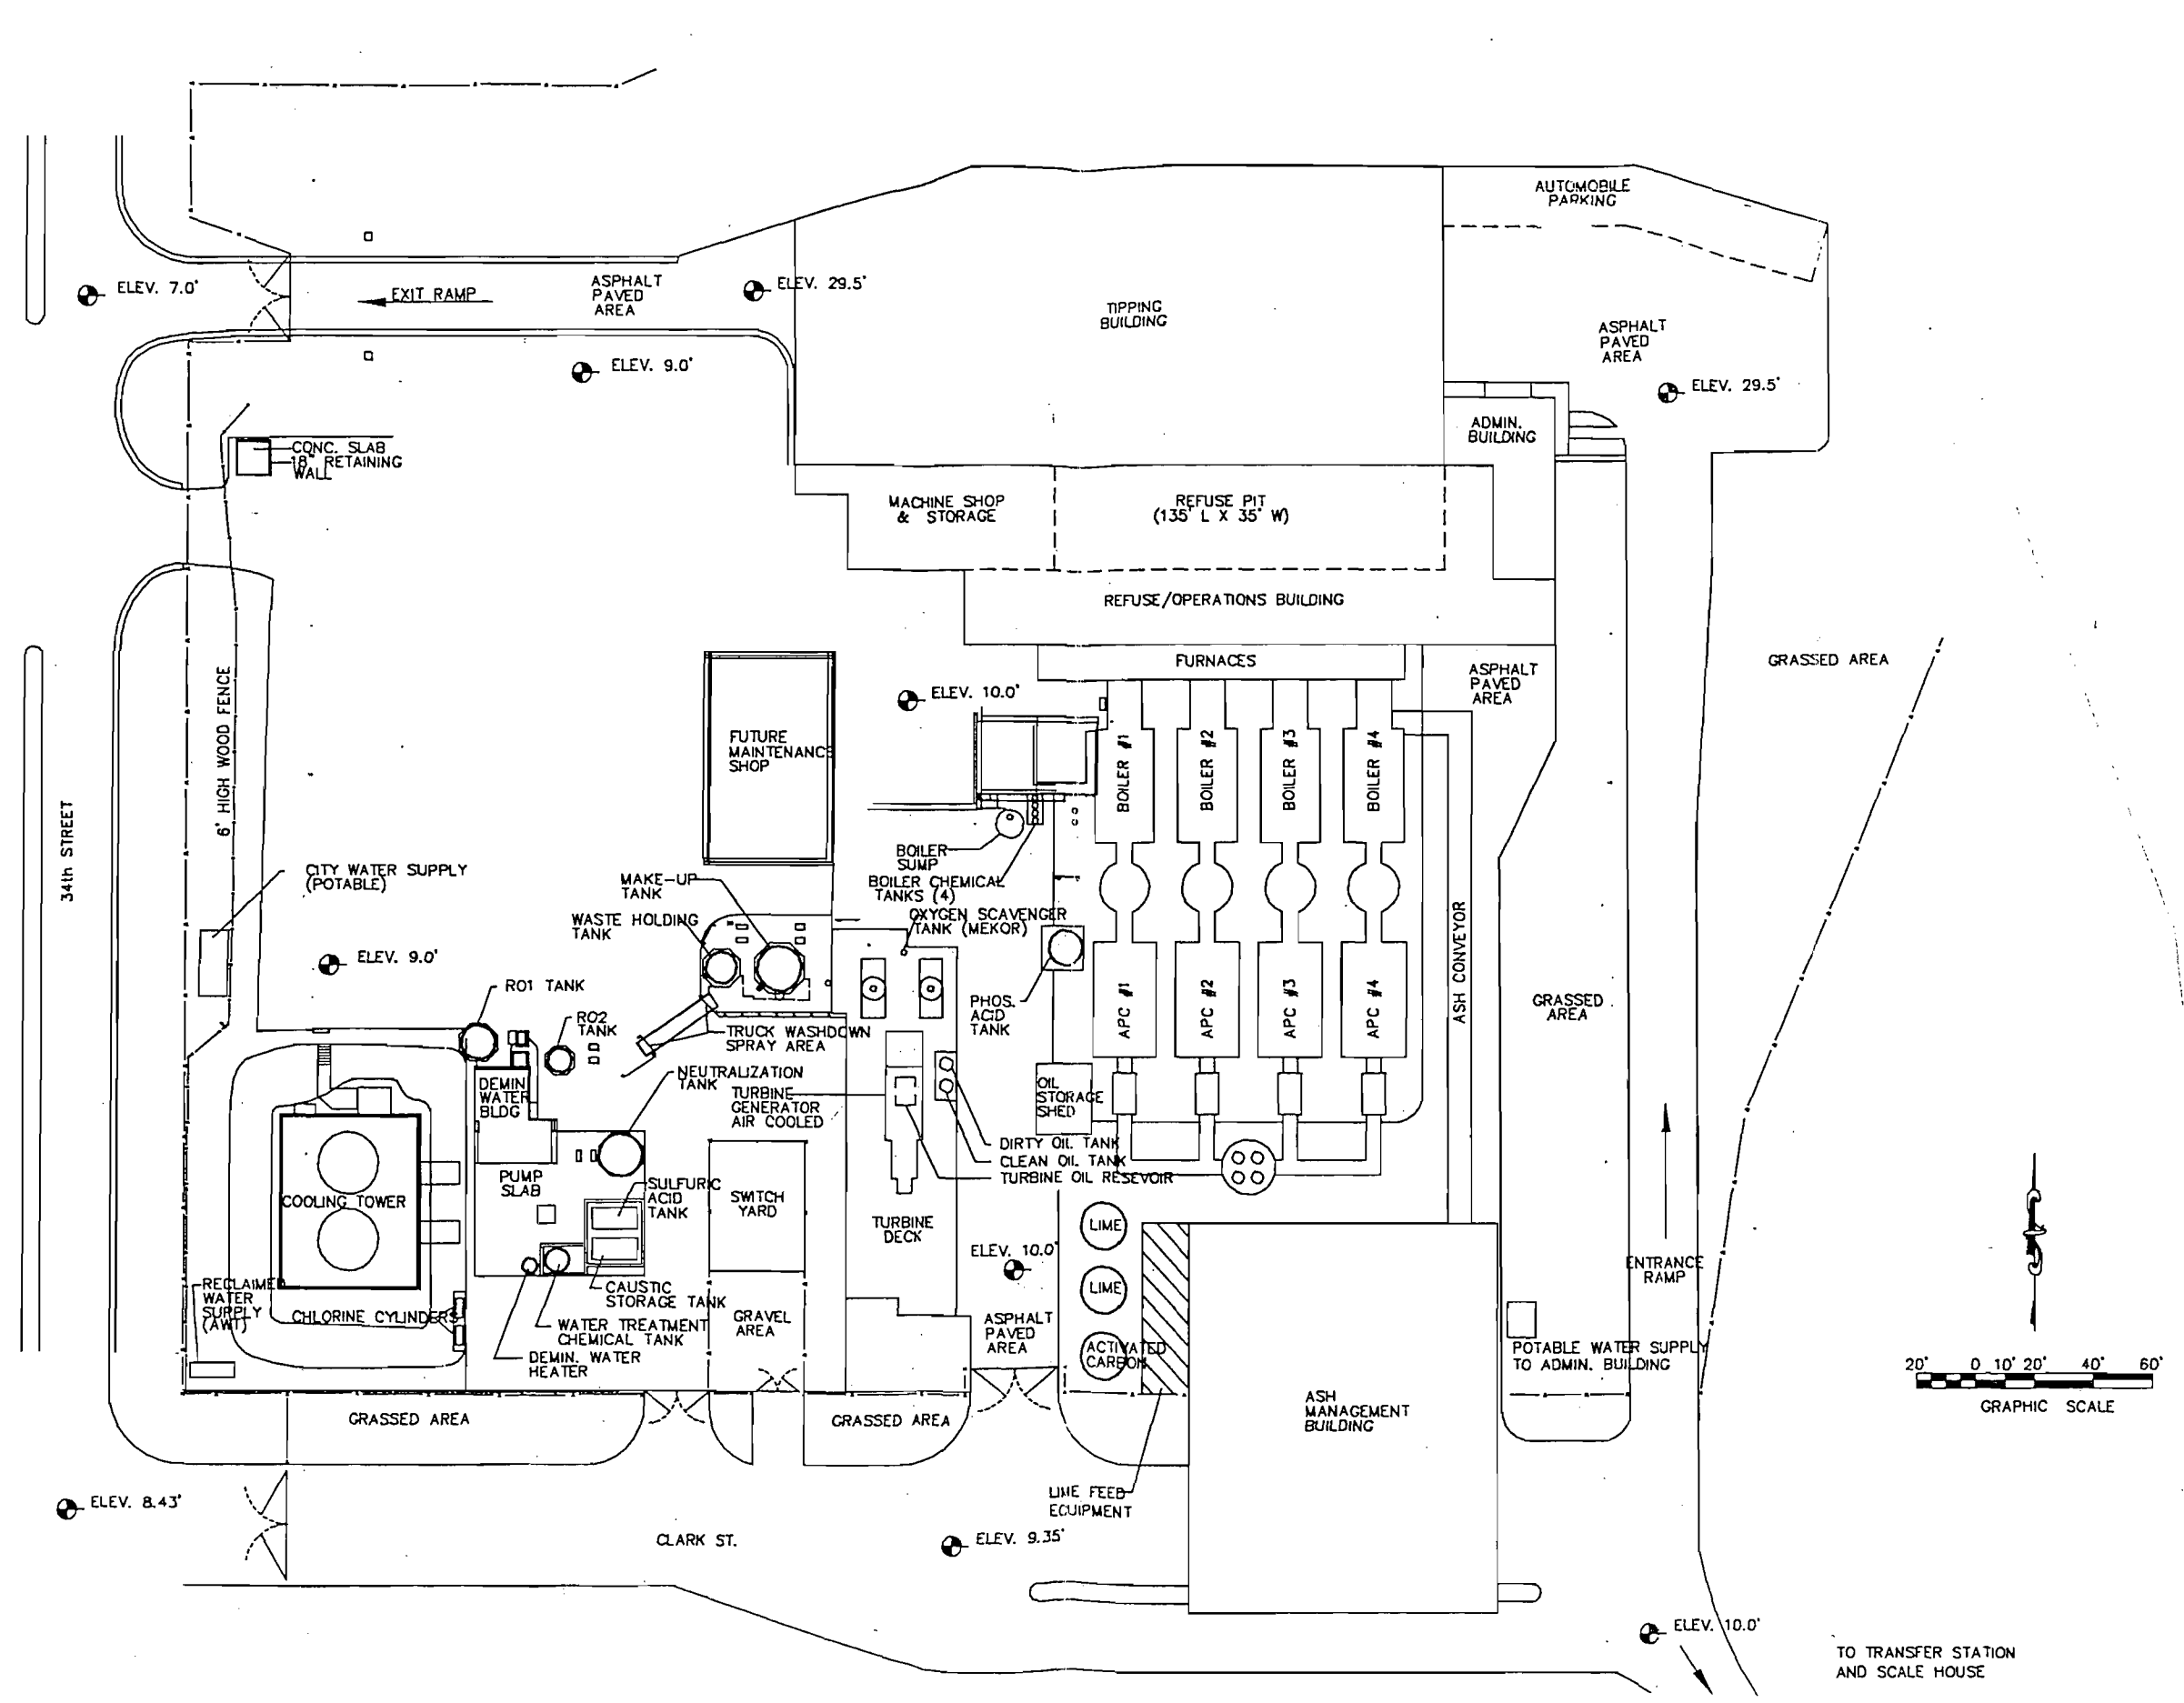 AUTOMOBILE
PARKING
ELEV. 7.0'
EXIT RAMP
ASPHALT
PAVED
AREA
ELEV. 29.5'
TIPPING
BUILDING
ASPHALT
PAVED
AREA
ELEV. 9.0'
ELEV. 29.5'
ADMIN.
BUILDING
CONC. SLAB
18" RETAINING
WALL
MACHINE SHOP
& STORAGE
REFUSE PIT
(135' L X 35' W)
REFUSE/OPERATIONS BUILDING
FURNACES
ASPHALT
PAVED
AREA
GRASSED AREA
ELEV. 10.0'
6' HIGH WOOD FENCE
FUTURE
MAINTENANCE
SHOP
BOILER #1
BOILER #2
BOILER #3
BOILER #4
34th STREET
CITY WATER SUPPLY
(POTABLE)
BOILER
SUMP
MAKE-UP
TANK
BOILER CHEMICAL
TANKS (4)
WASTE HOLDING
TANK
OXYGEN SCAVENGER
TANK (MEKOR)
ASH CONVEYOR
ELEV. 9.0'
RO1 TANK
RO2
TANK
PHOS.
ACID
TANK
APC #1
APC #2
APC #3
APC #4
GRASSED
AREA
TRUCK WASHDOWN
SPRAY AREA
NEUTRALIZATION
TANK
DEMIN
WATER
BLDG
TURBINE
GENERATOR
AIR COOLED
OIL
STORAGE
SHED
DIRTY OIL TANK
CLEAN OIL TANK
TURBINE OIL RESEVOIR
PUMP
SLAB
SULFURIC
ACID
TANK
SWITCH
YARD
COOLING TOWER
TURBINE
DECK
LIME
ELEV. 10.0'
ENTRANCE
RAMP
RECLAIMED
WATER
SUPPLY
(AWT)
CHLORINE CYLINDERS
CAUSTIC
STORAGE TANK
LIME
WATER TREATMENT
CHEMICAL TANK
GRAVEL
AREA
ASPHALT
PAVED
AREA
ACTIVATED
CARBON
POTABLE WATER SUPPLY
TO ADMIN. BUILDING
DEMIN. WATER
HEATER
20' 0 10' 20' 40' 60'
GRAPHIC SCALE
GRASSED AREA
GRASSED AREA
ASH
MANAGEMENT
BUILDING
ELEV. 8.43'
LIME FEED
EQUIPMENT
CLARK ST.
ELEV. 9.35'
ELEV. 10.0'
TO TRANSFER STATION
AND SCALE HOUSE